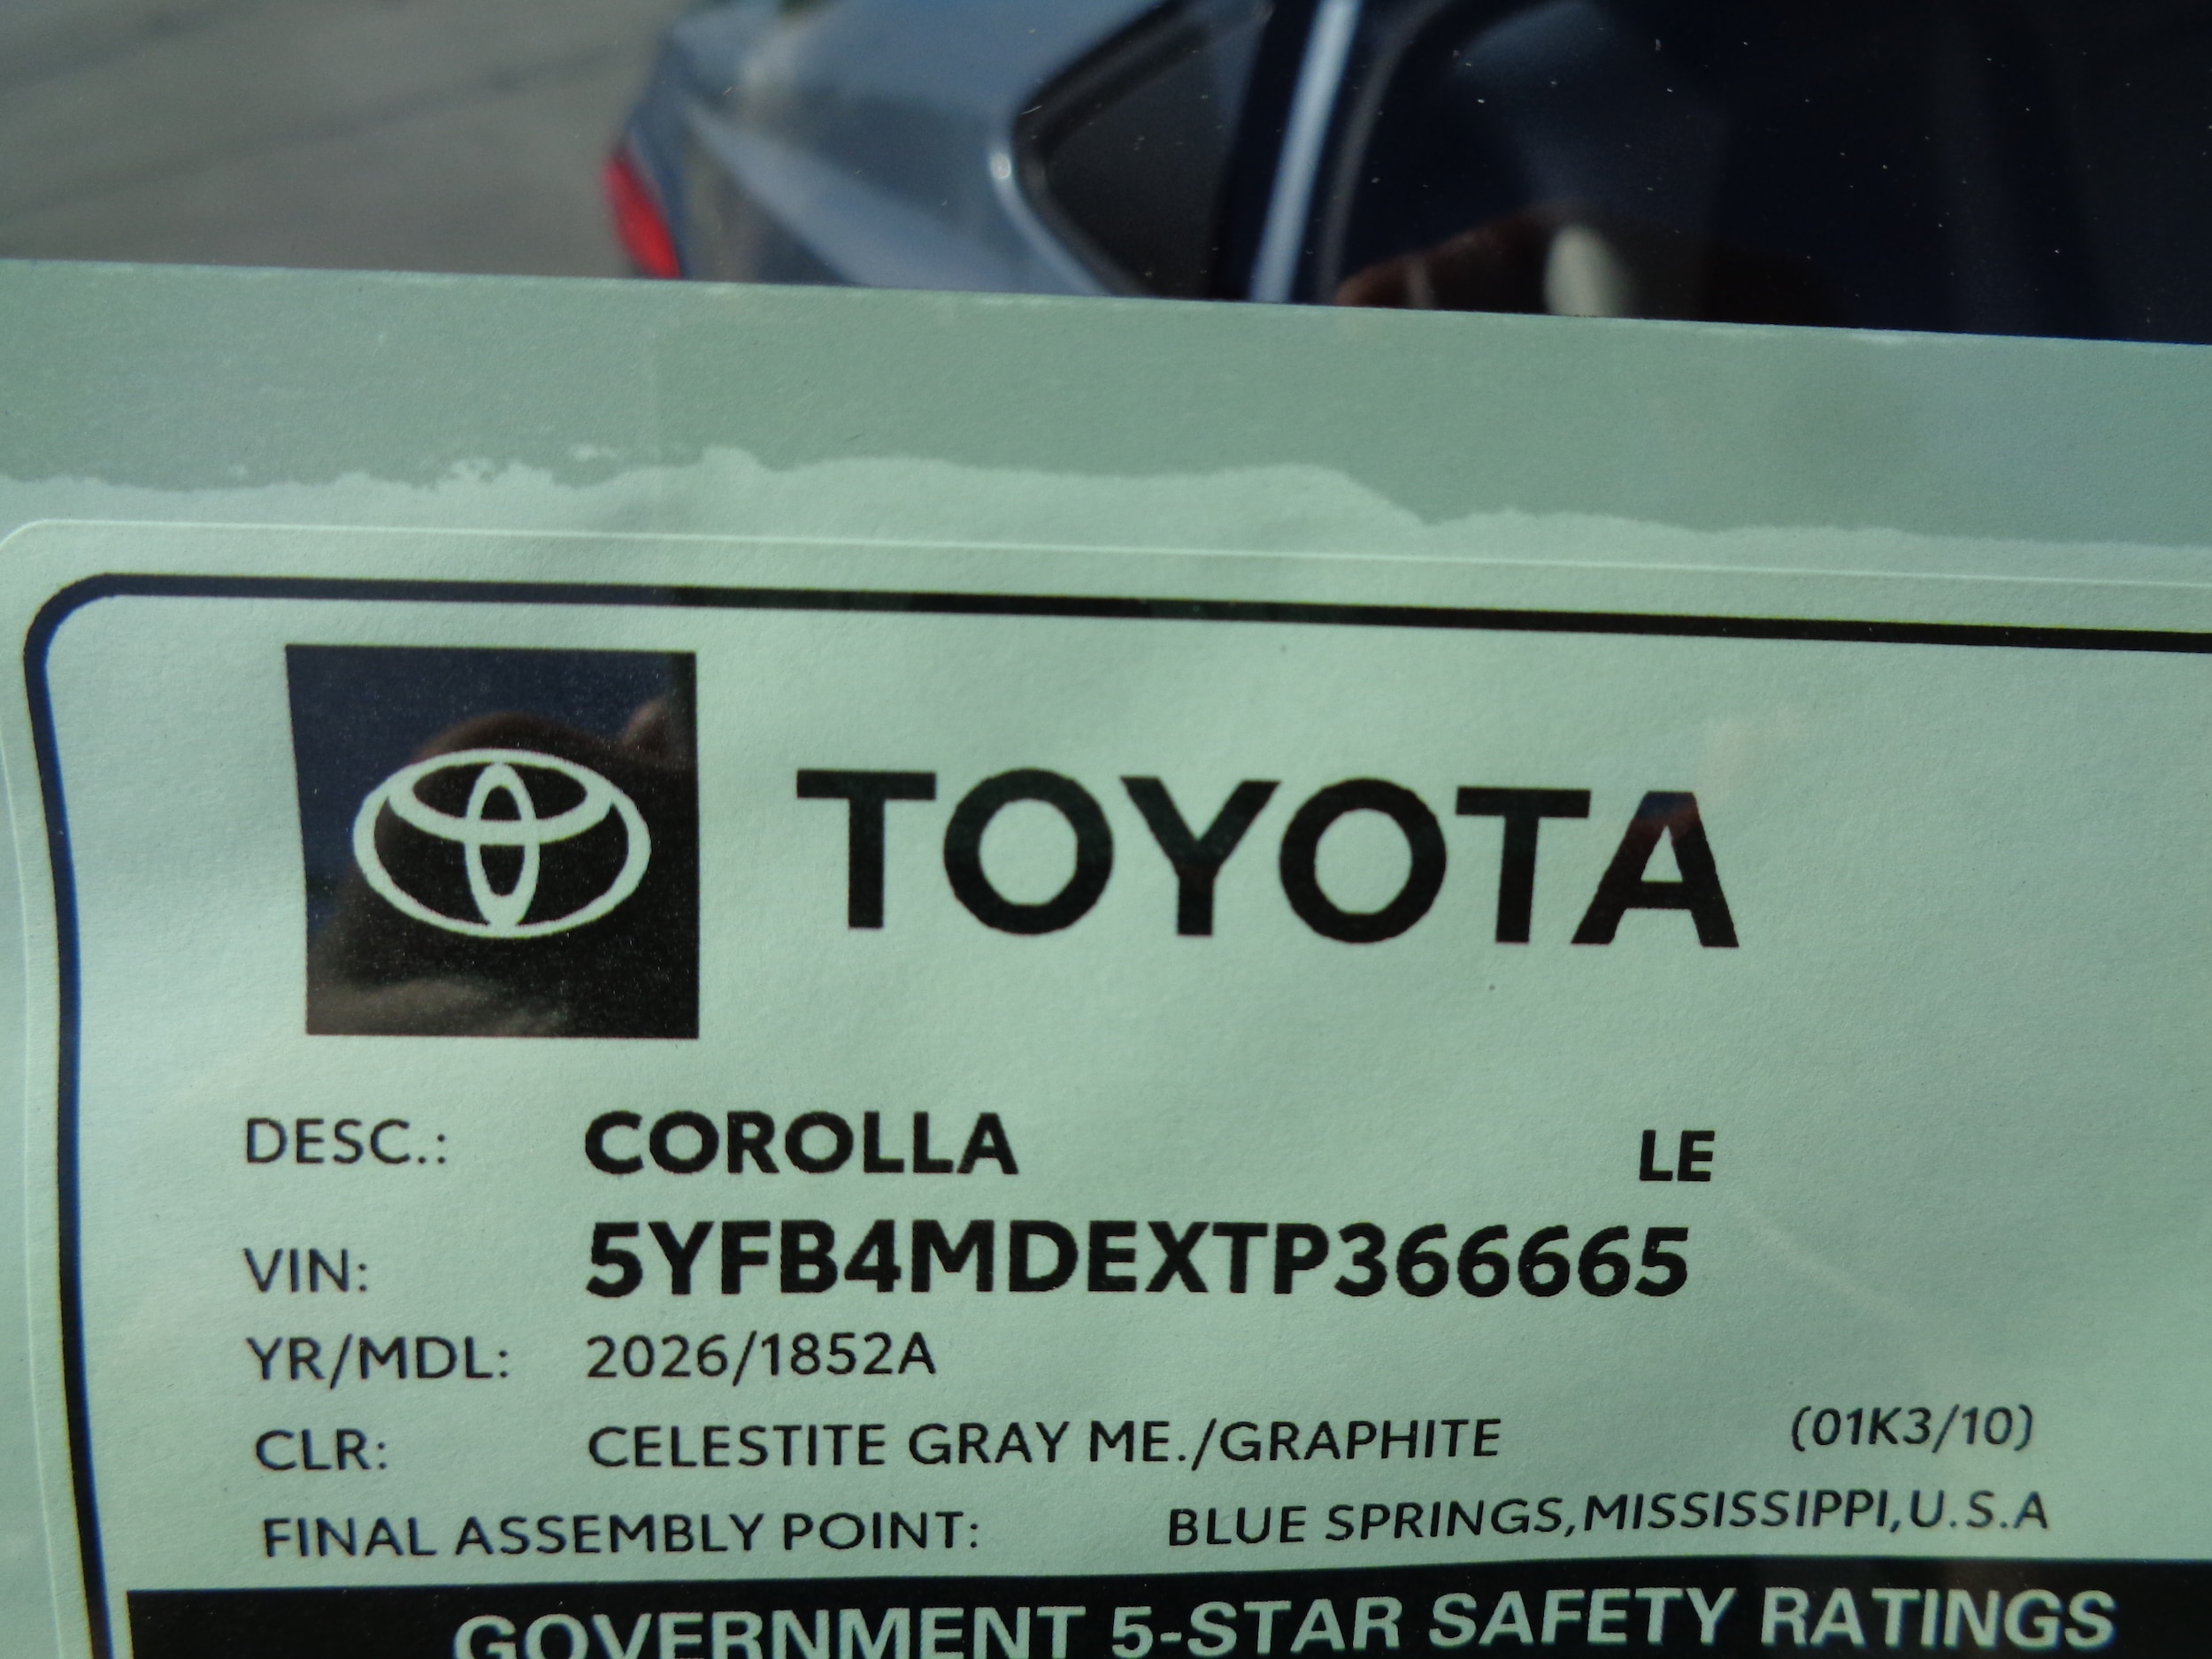 TOYOTA
DESC.: COROLLA LE
VIN: 5YFB4MDEXTP366665
YR/MDL: 2026/1852A
CLR: CELESTITE GRAY ME./GRAPHITE (01K3/10)
FINAL ASSEMBLY POINT: BLUE SPRINGS,MISSISSIPPI,U.S.A
GOVERNMENT 5-STAR SAFETY RATINGS